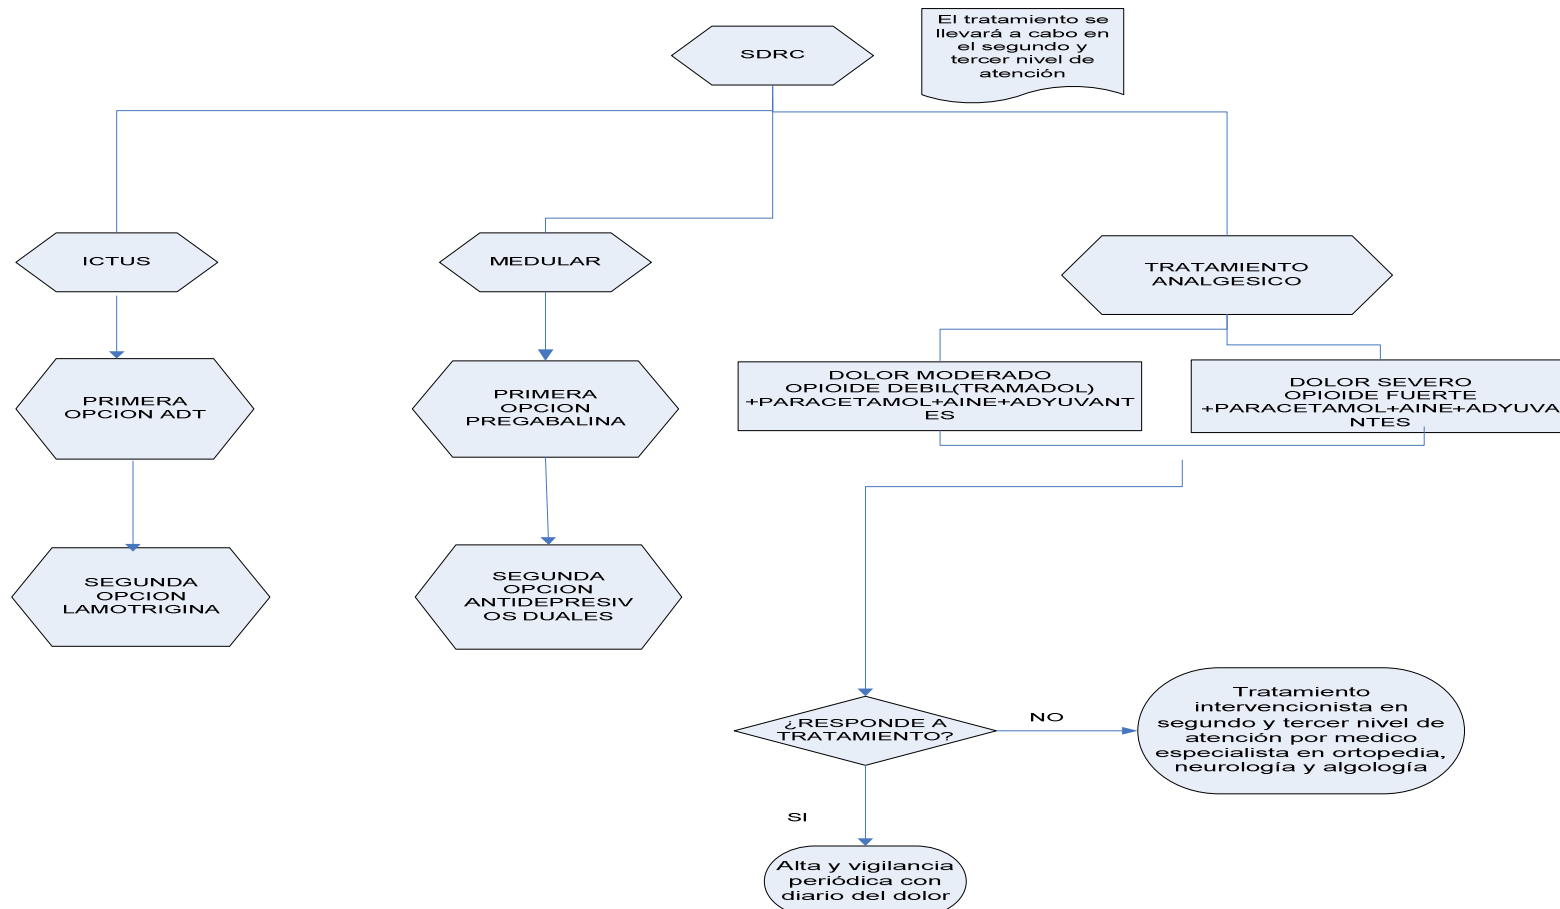 SDRC
El tratamiento se
llevará a cabo en
el segundo y
tercer nivel de
atención
ICTUS
MEDULAR
TRATAMIENTO
ANALGESICO
PRIMERA
OPCION ADT
PRIMERA
OPCION
PREGABALINA
DOLOR MODERADO
OPIOIDE DEBIL(TRAMADOL)
+PARACETAMOL+AINE+ADYUVANT
ES
DOLOR SEVERO
OPIOIDE FUERTE
+PARACETAMOL+AINE+ADYUVA
NTES
SEGUNDA
OPCION
LAMOTRIGINA
SEGUNDA
OPCION
ANTIDEPRESIV
OS DUALES
¿RESPONDE A
TRATAMIENTO?
NO
Tratamiento
intervencionista en
segundo y tercer nivel de
atención por medico
especialista en ortopedia,
neurología y algología
SI
Alta y vigilancia
periódica con
diario del dolor